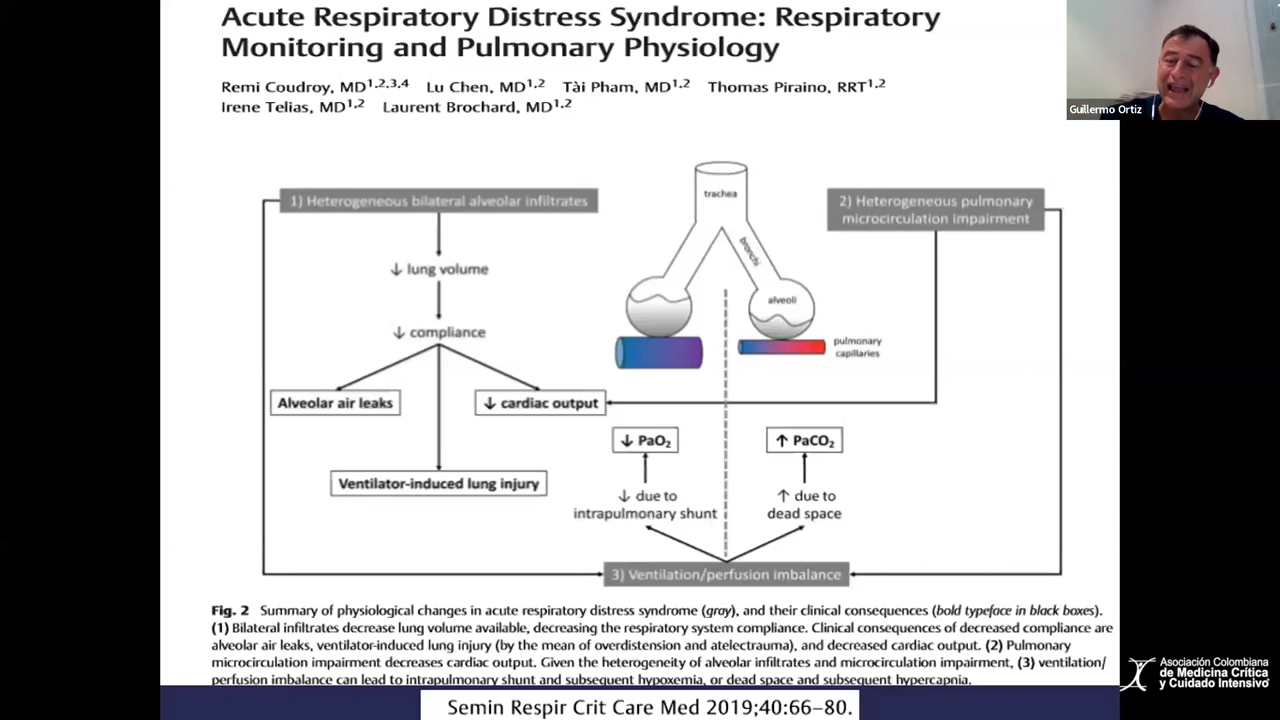 Acute Respiratory Distress Syndrome: Respiratory
Monitoring and Pulmonary Physiology
Remi Coudroy, MD1,2,3,4 Lu Chen, MD1,2 Tài Pham, MD1,2 Thomas Piraino, RRT1,2
Irene Telias, MD1,2 Laurent Brochard, MD1,2
Guillermo Ortiz
1) Heterogeneous bilateral alveolar infiltrates
↓ lung volume
↓ compliance
Alveolar air leaks
↓ cardiac output
Ventilator-induced lung injury
trachea
bronchi
alveoli
pulmonary
capillaries
2) Heterogeneous pulmonary
microcirculation impairment
↓ PaO2
↑ PaCO2
↓ due to
intrapulmonary shunt
↑ due to
dead space
3) Ventilation/perfusion imbalance
Fig. 2 Summary of physiological changes in acute respiratory distress syndrome (gray), and their clinical consequences (bold typeface in black boxes).
(1) Bilateral infiltrates decrease lung volume available, decreasing the respiratory system compliance. Clinical consequences of decreased compliance are
alveolar air leaks, ventilator-induced lung injury (by the mean of overdistension and atelectrauma), and decreased cardiac output. (2) Pulmonary
microcirculation impairment decreases cardiac output. Given the heterogeneity of alveolar infiltrates and microcirculation impairment, (3) ventilation/
perfusion imbalance can lead to intrapulmonary shunt and subsequent hypoxemia, or dead space and subsequent hypercapnia.
Semin Respir Crit Care Med 2019;40:66–80.
Asociación Colombiana
de Medicina Crítica
y Cuidado Intensivo